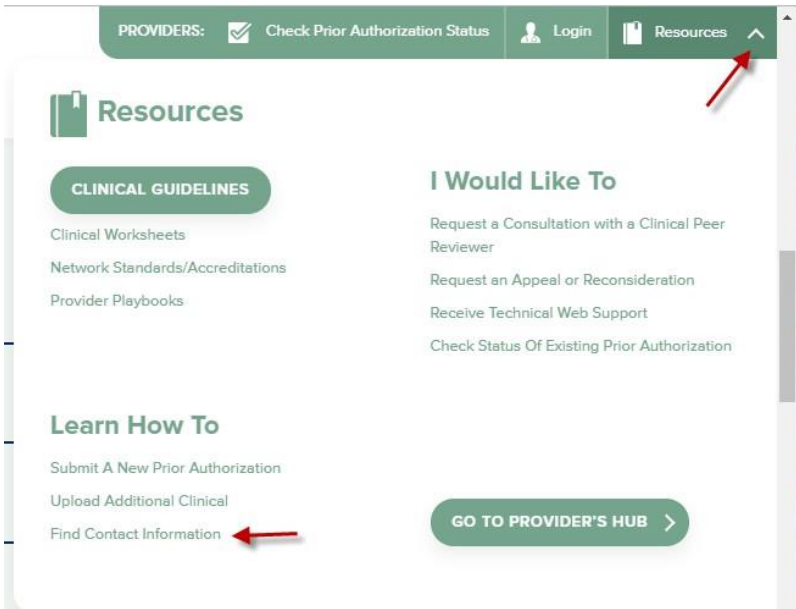 PROVIDERS: Check Prior Authorization Status Login Resources
Resources
CLINICAL GUIDELINES
Clinical Worksheets
Network Standards/Accreditations
Provider Playbooks
I Would Like To
Request a Consultation with a Clinical Peer
Reviewer
Request an Appeal or Reconsideration
Receive Technical Web Support
Check Status Of Existing Prior Authorization
Learn How To
Submit A New Prior Authorization
Upload Additional Clinical
Find Contact Information
GO TO PROVIDER'S HUB